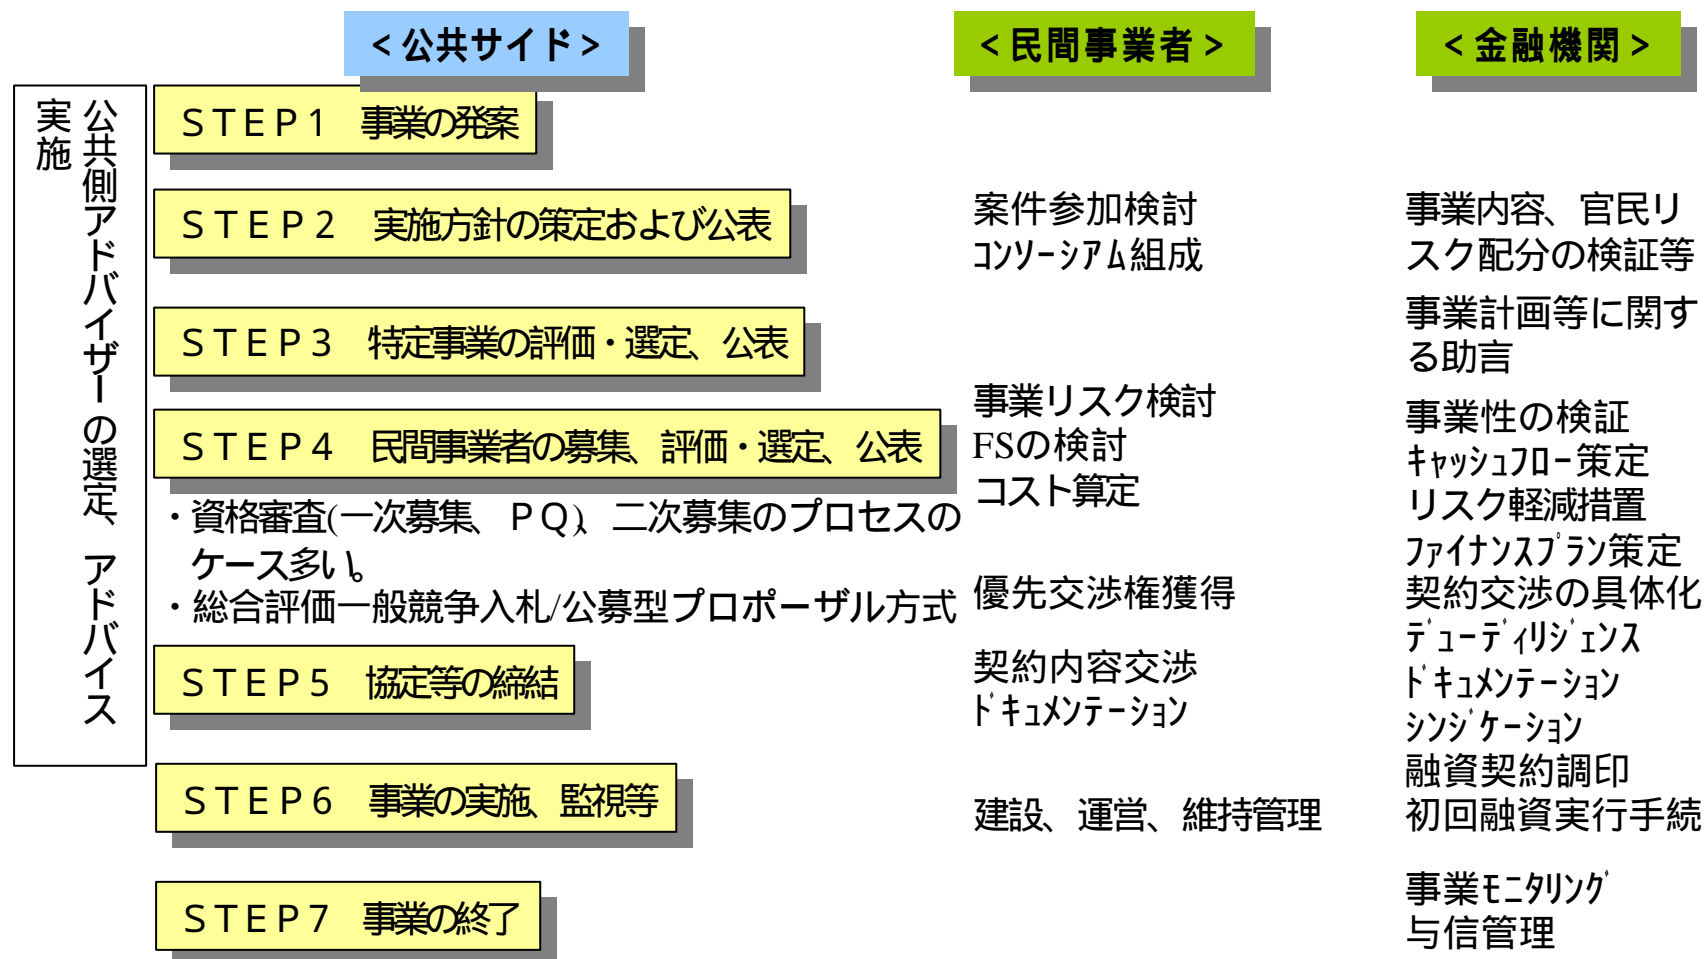 <公共サイド>
<民間事業者>
<金融機関>
公共側アドバイザーの選定、アドバイス
実施
ＳＴＥＰ１　事業の発案
ＳＴＥＰ２　実施方針の策定および公表
ＳＴＥＰ３　特定事業の評価・選定、公表
ＳＴＥＰ４　民間事業者の募集、評価・選定、公表
・資格審査(一次募集、ＰＱ)、二次募集のプロセスの
ケース多い。
・総合評価一般競争入札/公募型プロポーザル方式
ＳＴＥＰ５　協定等の締結
ＳＴＥＰ６　事業の実施、監視等
ＳＴＥＰ７　事業の終了
案件参加検討
ｺﾝｿｰｼｱﾑ組成
事業リスク検討
FSの検討
コスト算定
優先交渉権獲得
契約内容交渉
ﾄﾞｷｭﾒﾝﾃｰｼｮﾝ
建設、運営、維持管理
事業内容、官民リ
スク配分の検証等
事業計画等に関す
る助言
事業性の検証
ｷｬｯｼｭﾌﾛｰ策定
リスク軽減措置
ﾌｧｲﾅﾝｽﾌﾟﾗﾝ策定
契約交渉の具体化
ﾃﾞｭｰﾃﾞｨﾘｼﾞｪﾝｽ
ﾄﾞｷｭﾒﾝﾃｰｼｮﾝ
ｼﾝｼﾞｹｰｼｮﾝ
融資契約調印
初回融資実行手続
事業ﾓﾆﾀﾘﾝｸﾞ
与信管理